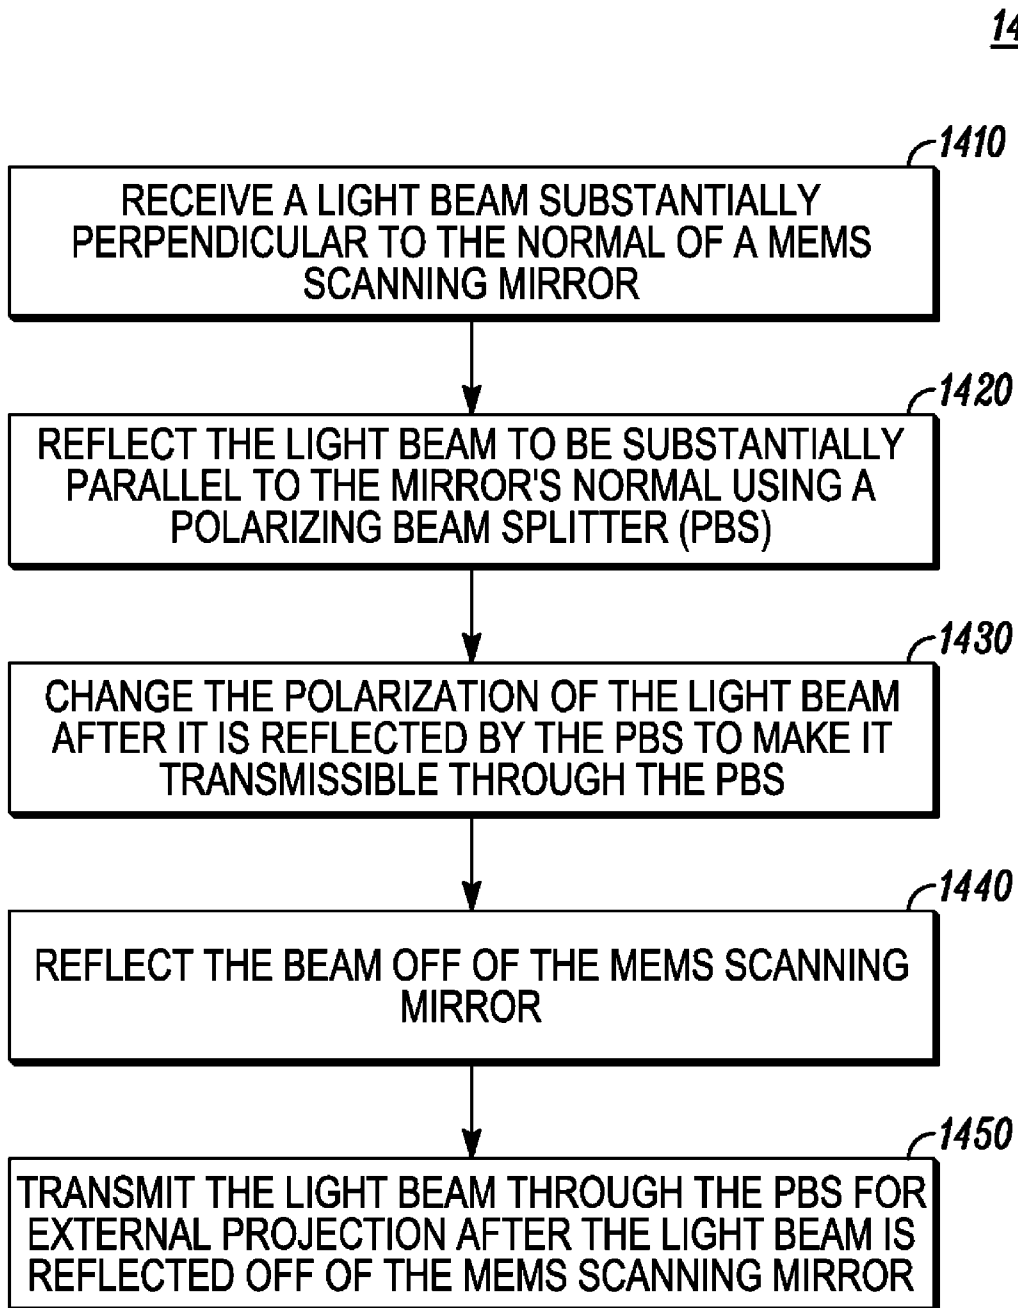 14
1410
RECEIVE A LIGHT BEAM SUBSTANTIALLY
PERPENDICULAR TO THE NORMAL OF A MEMS
SCANNING MIRROR
1420
REFLECT THE LIGHT BEAM TO BE SUBSTANTIALLY
PARALLEL TO THE MIRROR'S NORMAL USING A
POLARIZING BEAM SPLITTER (PBS)
1430
CHANGE THE POLARIZATION OF THE LIGHT BEAM
AFTER IT IS REFLECTED BY THE PBS TO MAKE IT
TRANSMISSIBLE THROUGH THE PBS
1440
REFLECT THE BEAM OFF OF THE MEMS SCANNING
MIRROR
1450
TRANSMIT THE LIGHT BEAM THROUGH THE PBS FOR
EXTERNAL PROJECTION AFTER THE LIGHT BEAM IS
REFLECTED OFF OF THE MEMS SCANNING MIRROR